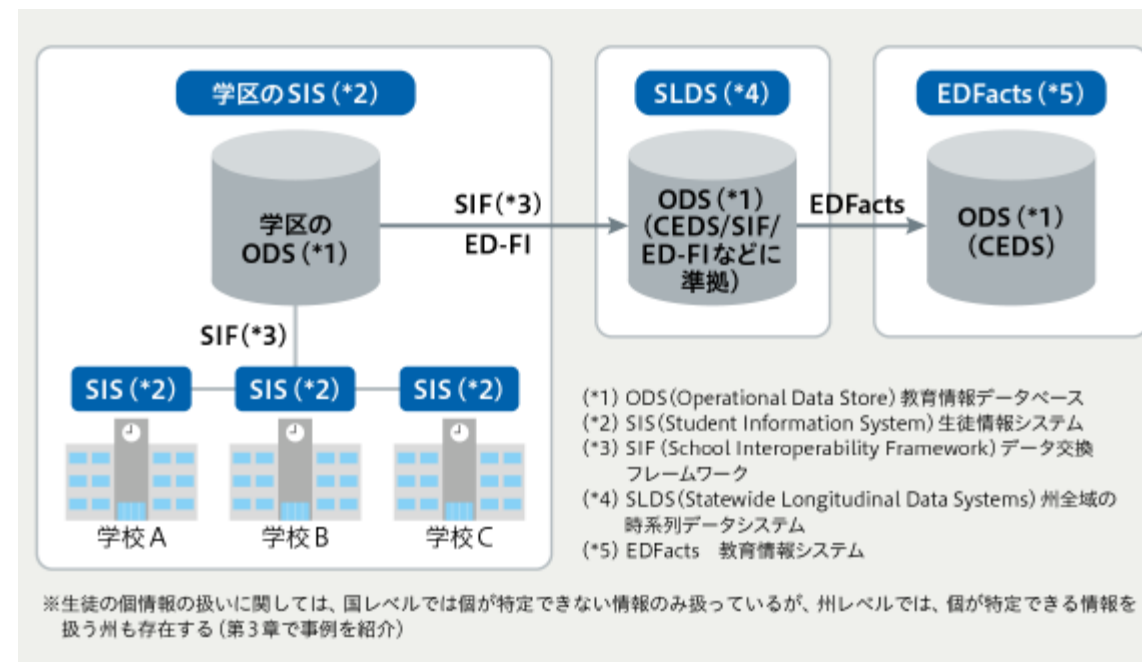 学区のSIS(*2)
SLDS(*4)
EDFacts(*5)
学区の
ODS(*1)
SIF(*3)
ED-FI
ODS(*1)
(CEDS/SIF/
ED-FIなどに
準拠)
EDFacts
ODS(*1)
(CEDS)
SIF(*3)
SIS(*2)
SIS(*2)
SIS(*2)
学校A
学校B
学校C
(*1) ODS(Operational Data Store)教育情報データベース
(*2) SIS(Student Information System)生徒情報システム
(*3) SIF(School Interoperability Framework)データ交換
フレームワーク
(*4) SLDS(Statewide Longitudinal Data Systems)州全域の
時系列データシステム
(*5) EDFacts 教育情報システム
※生徒の個情報の扱いに関しては、国レベルでは個が特定できない情報のみ扱っているが、州レベルでは、個が特定できる情報を
扱う州も存在する(第3章で事例を紹介)